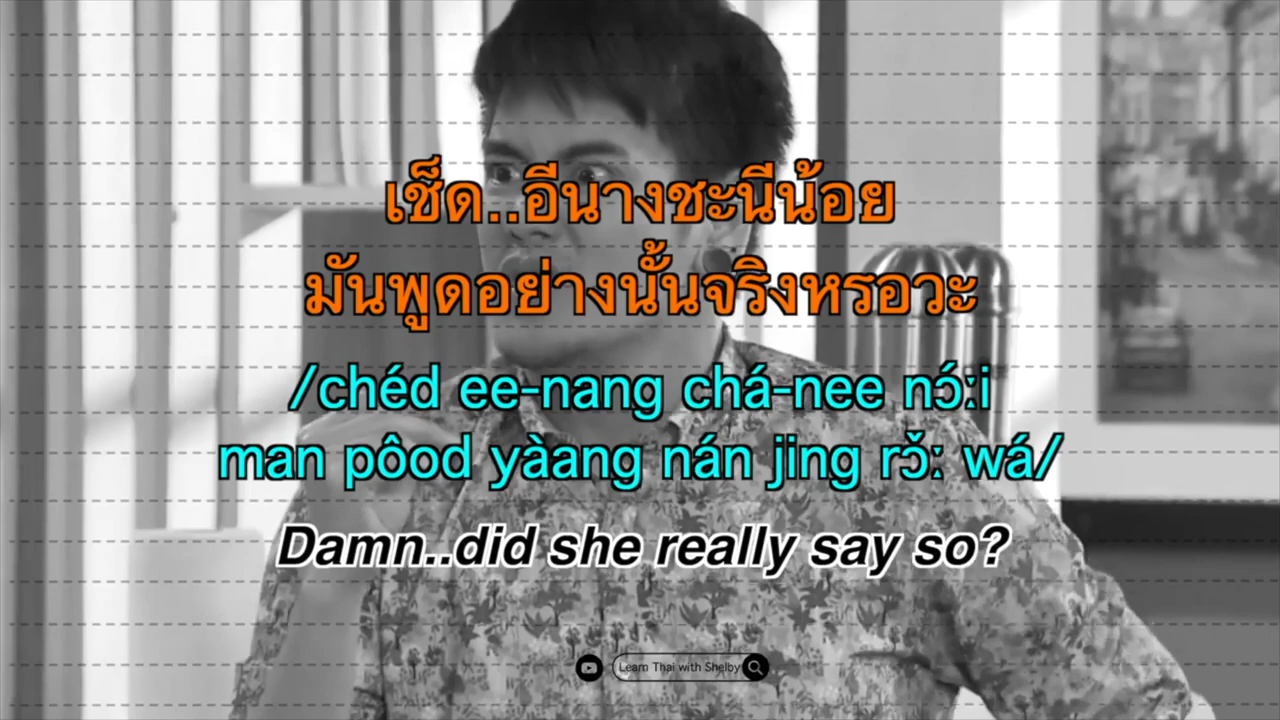 เช็ด..อีนางชะนีน้อย
มันพูดอย่างนั้นจริงหรอวะ
/chéd ee-nang chá-nee nɔ́:i
man pôod yàang nán jing rɔ̌: wá/
Damn..did she really say so?
Learn Thai with Shelby